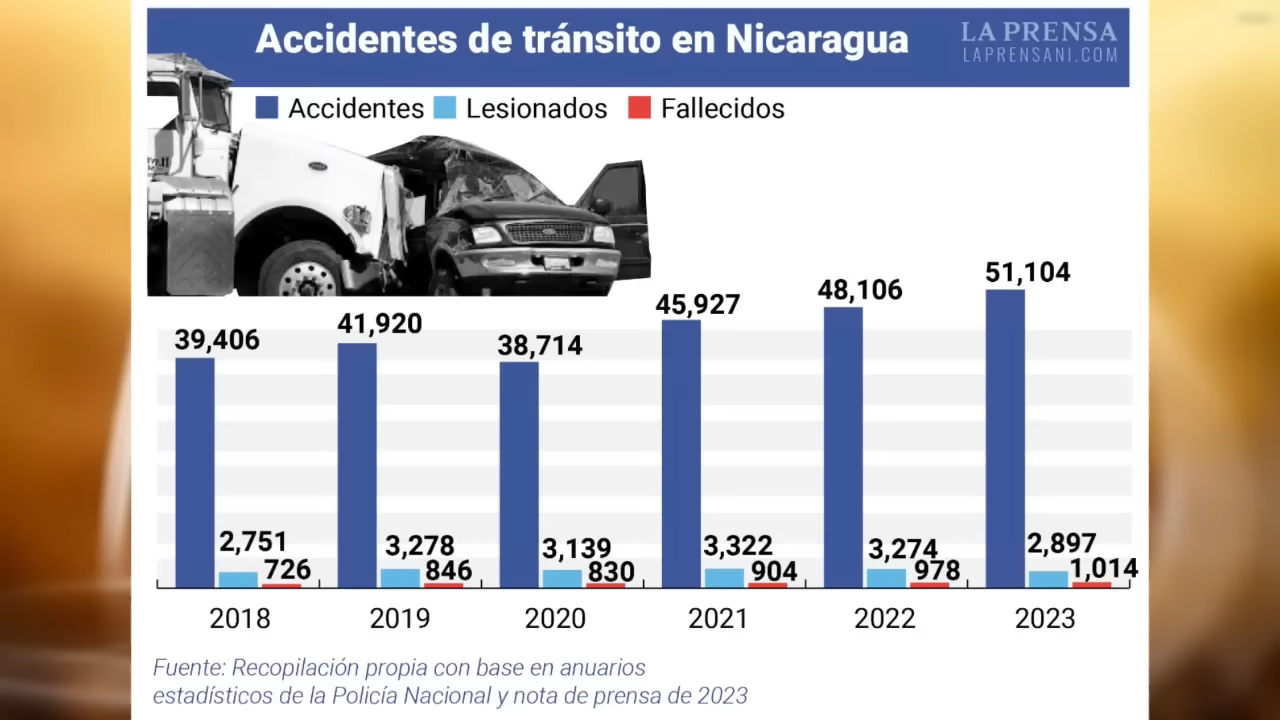 Accidentes de tránsito en Nicaragua
LA PRENSA
LAPRENSANI.COM
Accidentes Lesionados Fallecidos
39,406
2,751
726
41,920
3,278
846
38,714
3,139
830
45,927
3,322
904
48,106
3,274
978
51,104
2,897
1,014
2018 2019 2020 2021 2022 2023
Fuente: Recopilación propia con base en anuarios
estadísticos de la Policía Nacional y nota de prensa de 2023